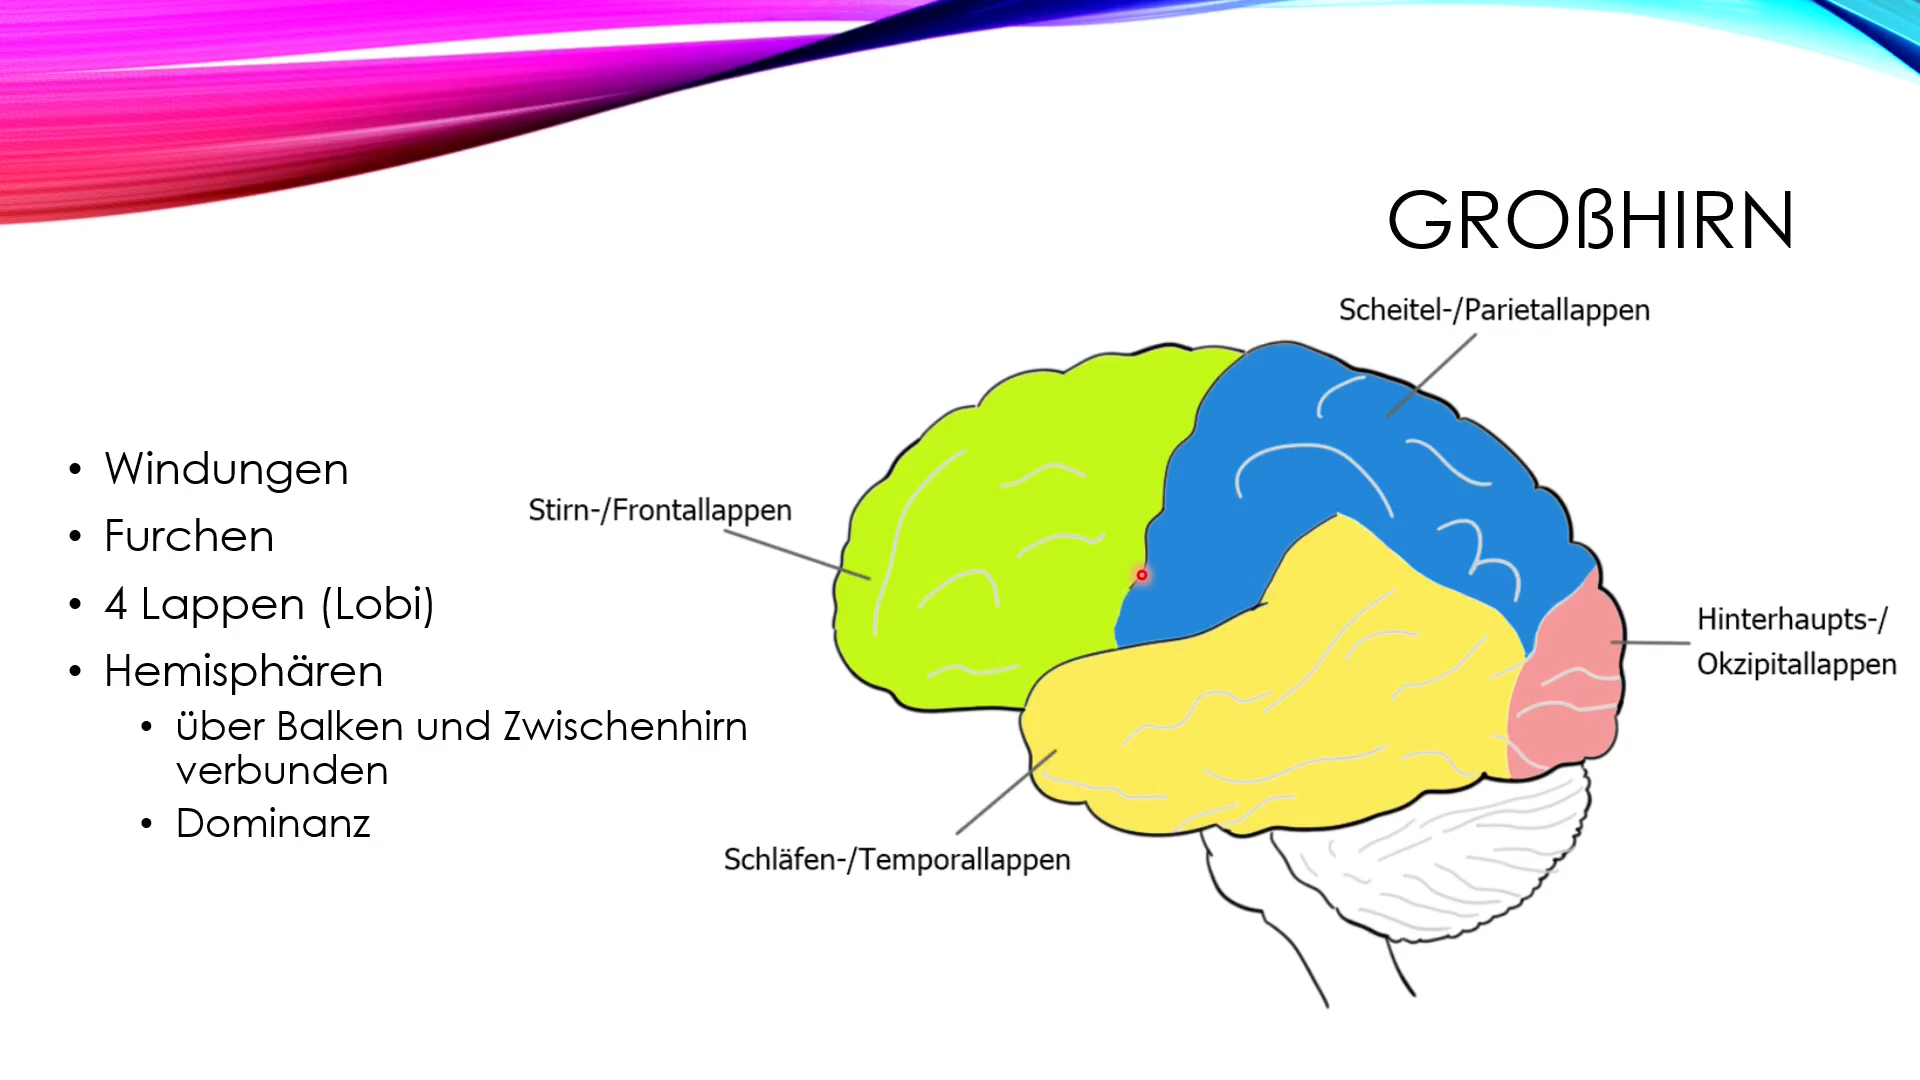 GROßHIRN
• Windungen
• Furchen
• 4 Lappen (Lobi)
• Hemisphären
• über Balken und Zwischenhirn
verbunden
• Dominanz
Scheitel-/Parietallappen
Stirn-/Frontallappen
Hinterhaupts-/
Okzipitallappen
Schläfen-/Temporallappen